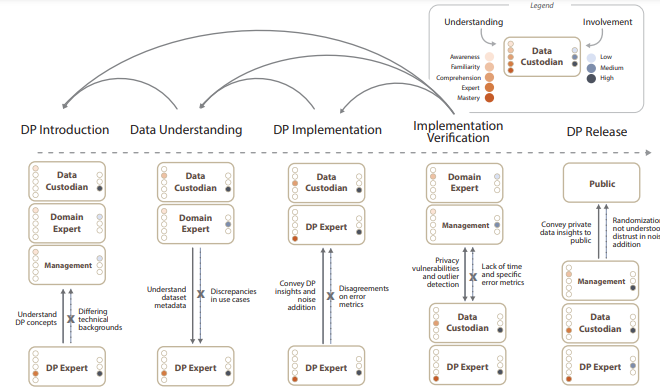 Legend
Understanding
Involvement
Data
Custodian
Awareness
Familiarity
Comprehension
Expert
Mastery
Low
Medium
High
DP Introduction
Data Understanding
DP Implementation
Implementation
Verification
DP Release
Data
Custodian
Domain
Expert
Management
Understand
DP concepts
Differing
technical
backgrounds
DP Expert
Data
Custodian
Domain
Expert
Understand
dataset
metadata
Discrepancies
in use cases
DP Expert
Data
Custodian
DP Expert
Convey DP
insights and
noise
addition
Disagreements
on error
metrics
DP Expert
Domain
Expert
Management
Privacy
vulnerabilities
and outlier
detection
Lack of time
and specific
error metrics
Data
Custodian
DP Expert
Public
Convey private
data insights to
public
not understood
distrust in
addition
Management
Data
Custodian
DP Expert